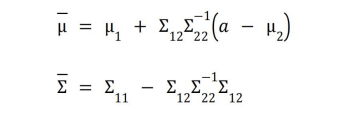 μ̅ = μ₁ + Σ₁₂Σ₂₂⁻¹(a − μ₂)
Σ̅ = Σ₁₁ − Σ₁₂Σ₂₂⁻¹Σ₁₂